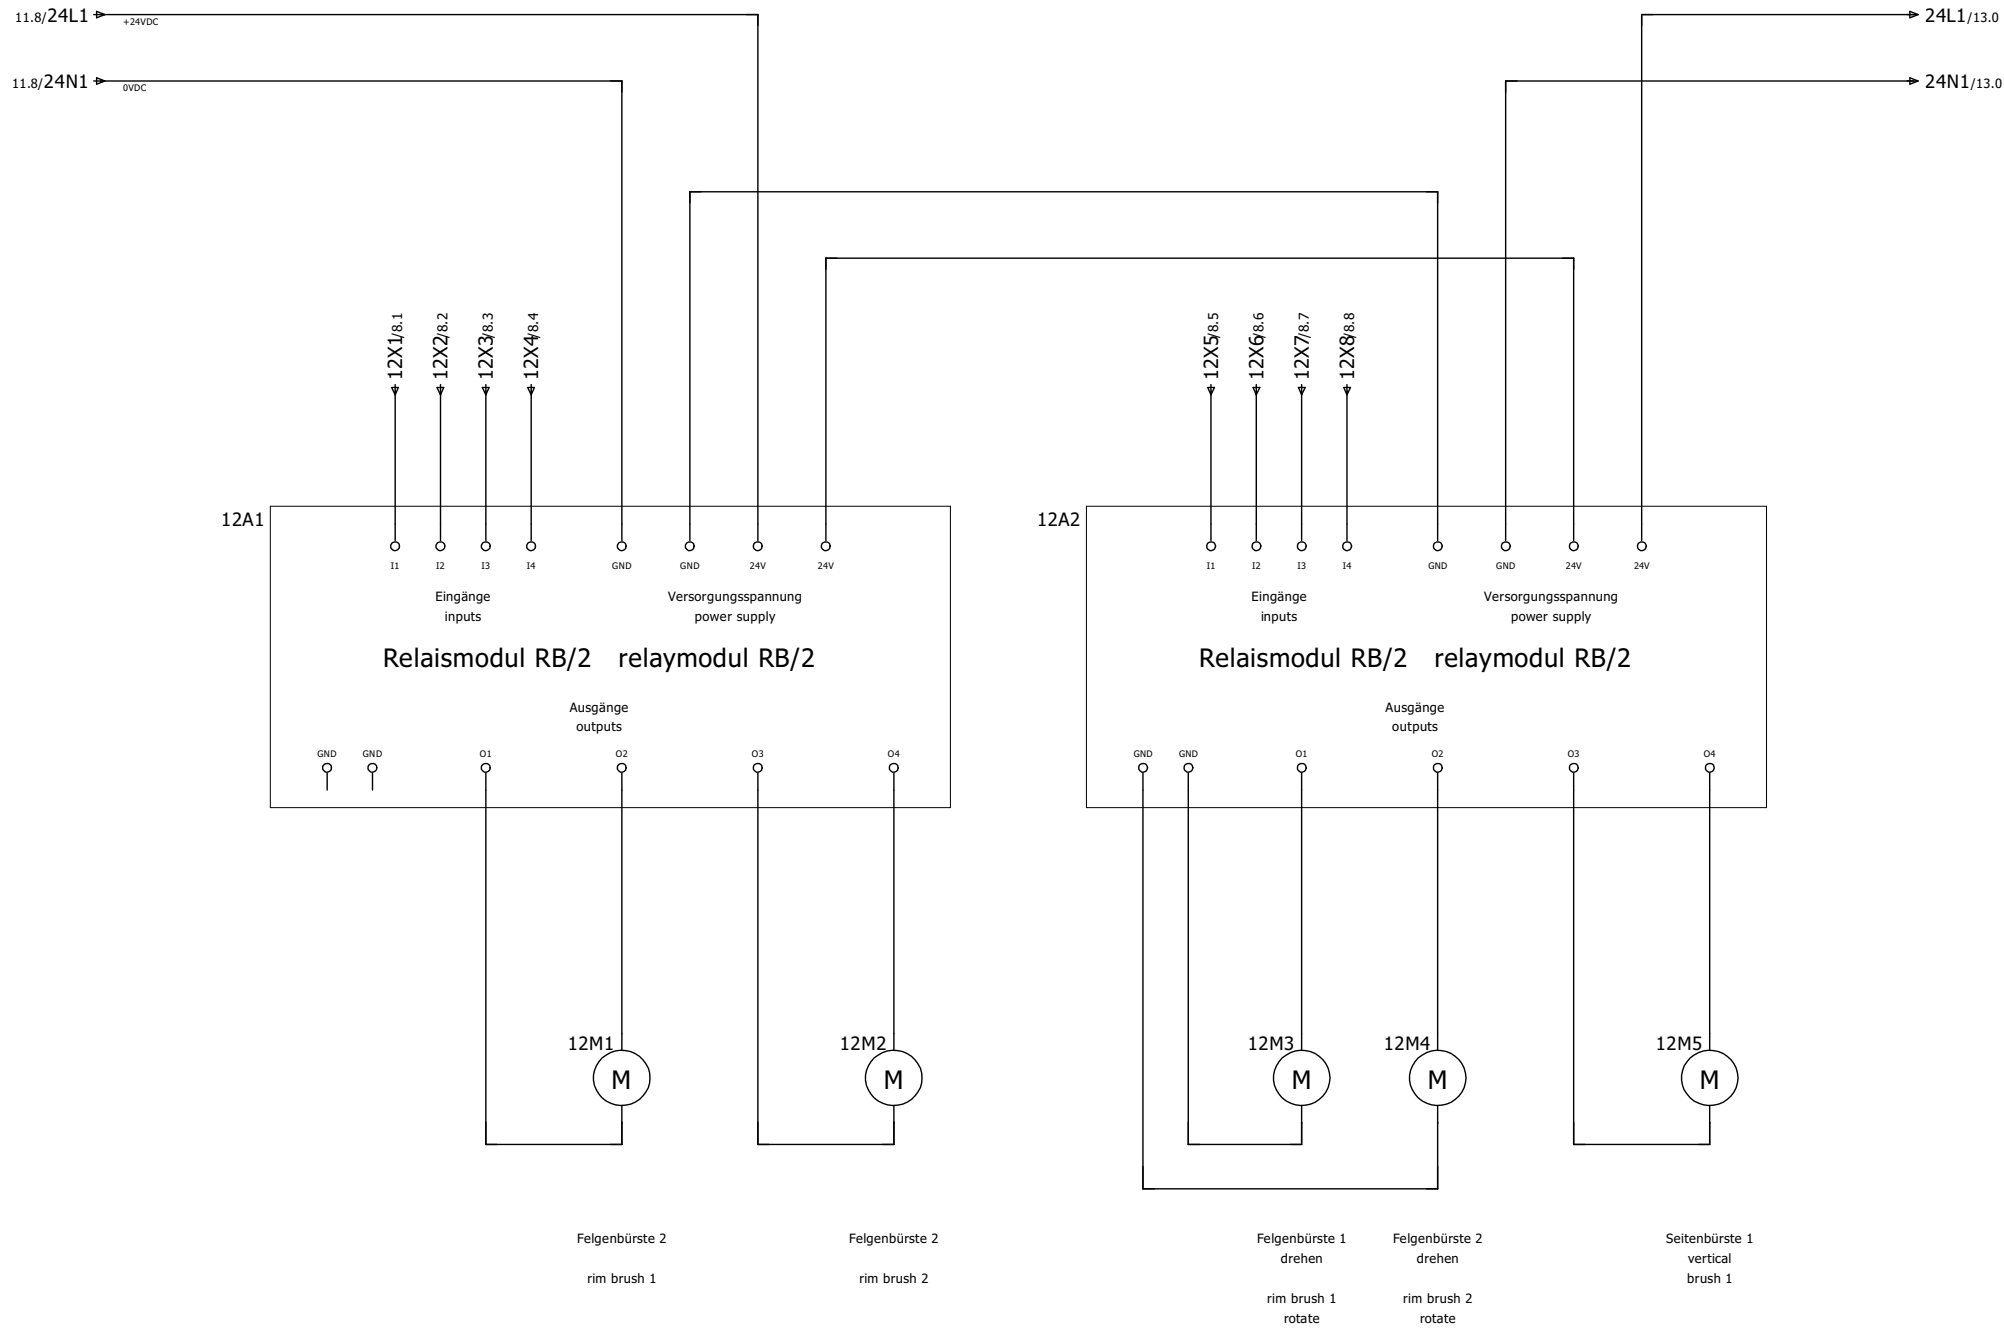 11.8/24L1
+24VDC
24L1/13.0
11.8/24N1
0VDC
24N1/13.0
12X1/8.1
12X2/8.2
12X3/8.3
12X4/8.4
12X5/8.5
12X6/8.6
12X7/8.7
12X8/8.8
12A1
I1 I2 I3 I4 GND GND 24V 24V
Eingänge
inputs
Versorgungsspannung
power supply
Relaismodul RB/2 relaymodul RB/2
Ausgänge
outputs
GND GND O1 O2 O3 O4
12A2
I1 I2 I3 I4 GND GND 24V 24V
Eingänge
inputs
Versorgungsspannung
power supply
Relaismodul RB/2 relaymodul RB/2
Ausgänge
outputs
GND GND O1 O2 O3 O4
12M1
M
12M2
M
12M3
M
12M4
M
12M5
M
Felgenbürste 2
rim brush 1
Felgenbürste 2
rim brush 2
Felgenbürste 1
drehen
rim brush 1
rotate
Felgenbürste 2
drehen
rim brush 2
rotate
Seitenbürste 1
vertical
brush 1